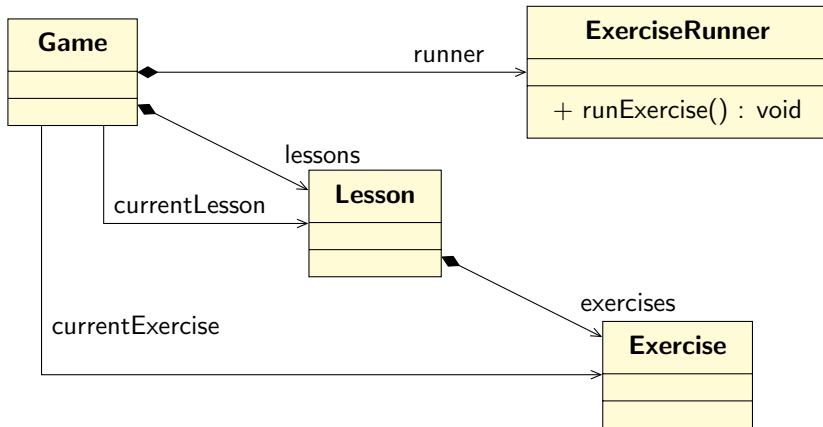 Game
ExerciseRunner
runner
+ runExercise() : void
lessons
Lesson
currentLesson
exercises
currentExercise
Exercise